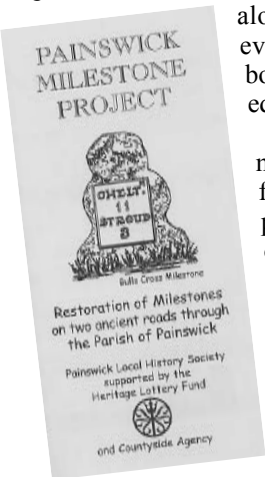 PAINSWICK
MILESTONE
PROJECT
CHELTM
11
STROUD
3
Bulls Cross Milestone
Restoration of Milestones
on two ancient roads through
the Parish of Painswick
Painswick Local History Society
supported by the
Heritage Lottery Fund
and Countryside Agency
alo
ev
bo
ec
n
f